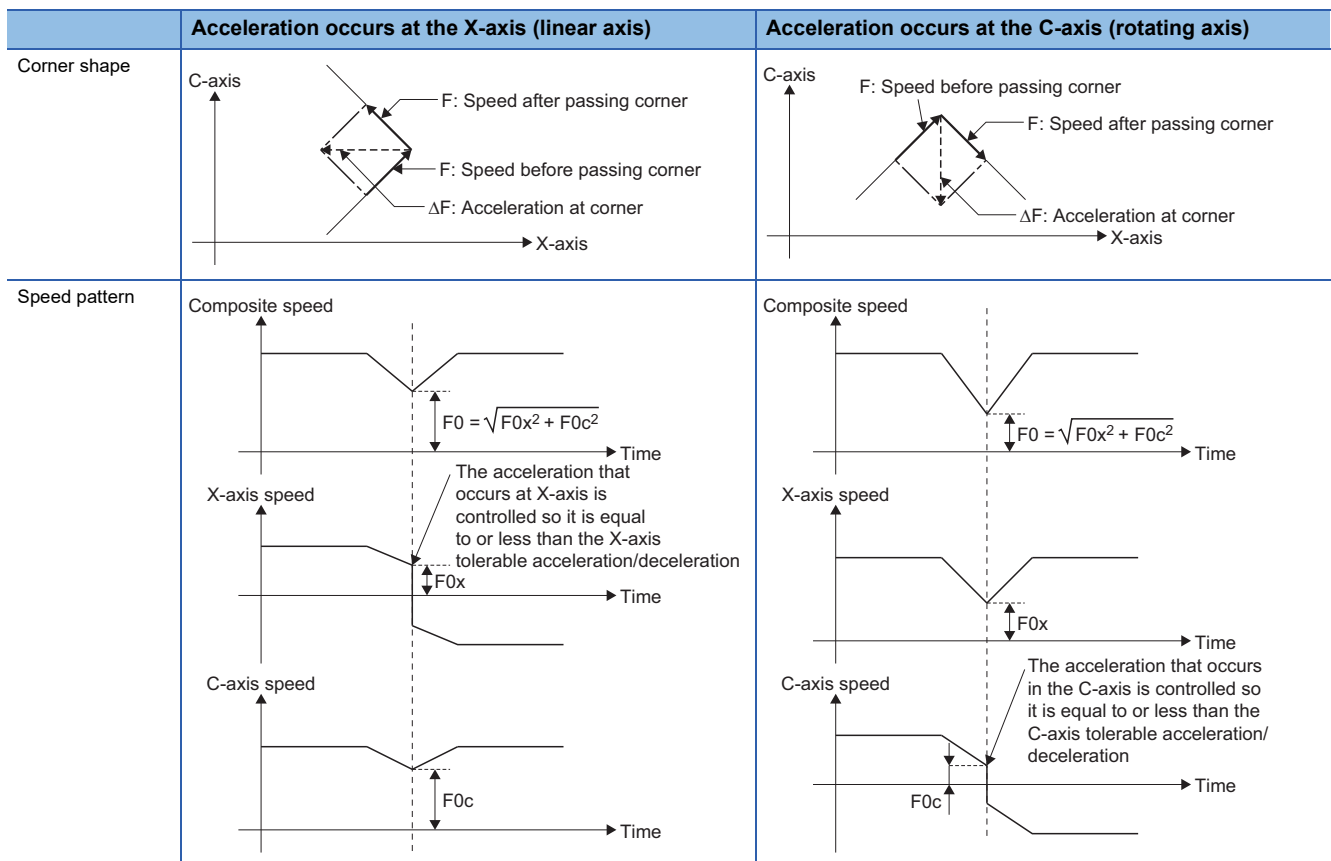 Acceleration occurs at the X-axis (linear axis)
Acceleration occurs at the C-axis (rotating axis)
Corner shape
C-axis
F: Speed after passing corner
F: Speed before passing corner
ΔF: Acceleration at corner
X-axis
C-axis
F: Speed before passing corner
F: Speed after passing corner
ΔF: Acceleration at corner
X-axis
Speed pattern
Composite speed
F0 = √F0x² + F0c²
Time
X-axis speed
The acceleration that
occurs at X-axis is
controlled so it is equal
to or less than the X-axis
tolerable acceleration/deceleration
F0x
Time
C-axis speed
F0c
Time
Composite speed
F0 = √F0x² + F0c²
Time
X-axis speed
F0x
Time
C-axis speed
The acceleration that occurs
in the C-axis is controlled so
it is equal to or less than the
C-axis tolerable acceleration/
deceleration
F0c
Time
Time